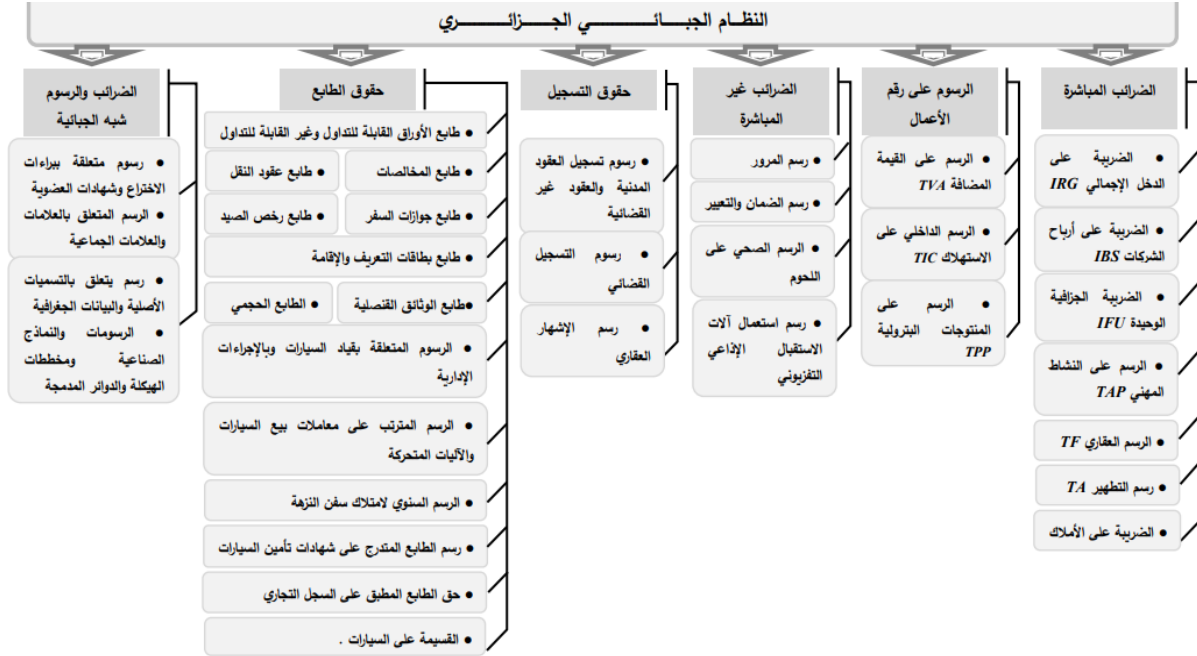 النظـام الجبـــائـــــــــــي الجـــــزائــــــــــري
الضرائب المباشرة
● الضريبة على
الدخل الإجمالي IRG
● الضريبة على أرباح
الشركات IBS
● الضريبة الجزافية
الوحيدة IFU
● الرسم على النشاط
المهني TAP
● الرسم العقاري TF
● رسم التطهير TA
● الضريبة على الأملاك
الرسوم على رقم
الأعمال
● الرسم على القيمة
المضافة TVA
● الرسم الداخلي على
الاستهلاك TIC
● الرسم على
المنتوجات البترولية
TPP
الضرائب غير
المباشرة
● رسم المرور
● رسم الضمان والتعيير
● الرسم الصحي على
اللحوم
● رسم استعمال آلات
الاستقبال الإذاعي
التفزيوني
حقوق التسجيل
● رسوم تسجيل العقود
المدنية والعقود غير
القضائية
● رسوم التسجيل
القضائي
● رسم الإشهار
العقاري
حقوق الطابع
● طابع الأوراق القابلة للتداول وغير القابلة للتداول
● طابع المخالصات
● طابع عقود النقل
● طابع جوازات السفر
● طابع رخص الصيد
● طابع بطاقات التعريف والإقامة
●طابع الوثائق القنصلية
● الطابع الحجمي
● الرسوم المتعلقة بقياد السيارات وبالإجراءات
الإدارية
● الرسم المترتب على معاملات بيع السيارات
والآليات المتحركة
● الرسم السنوي لامتلاك سفن النزهة
● رسم الطابع المتدرج على شهادات تأمين السيارات
● حق الطابع المطبق على السجل التجاري
● القسيمة على السيارات .
الضرائب والرسوم
شبه الجبائية
● رسوم متعلقة ببراءات
الاختراع وشهادات العضوية
● الرسم المتعلق بالعلامات
والعلامات الجماعية
● رسم يتعلق بالتسميات
الأصلية والبيانات الجغرافية
● الرسومات والنماذج
الصناعية ومخططات
الهيكلة والدوائر المدمجة